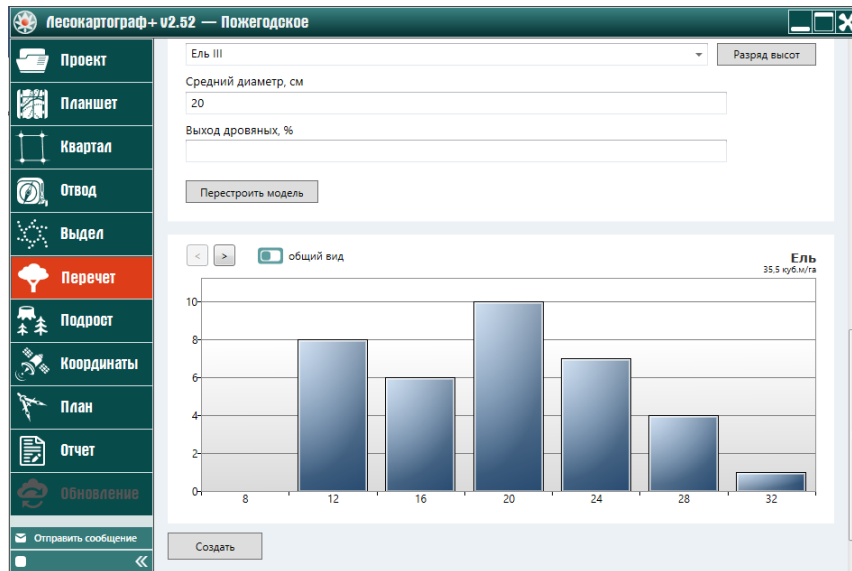 Лесокартограф+ v2.52 — Пожегодское
Проект
Планшет
Квартал
Отвод
Выдел
Перечет
Подрост
Координаты
План
Отчет
Обновление
Отправить сообщение
Ель III
Разряд высот
Средний диаметр, см
20
Выход дровяных, %
Перестроить модель
< > общий вид
Ель
35,5 куб.м/га
10
8
6
4
2
0
8 12 16 20 24 28 32
Создать